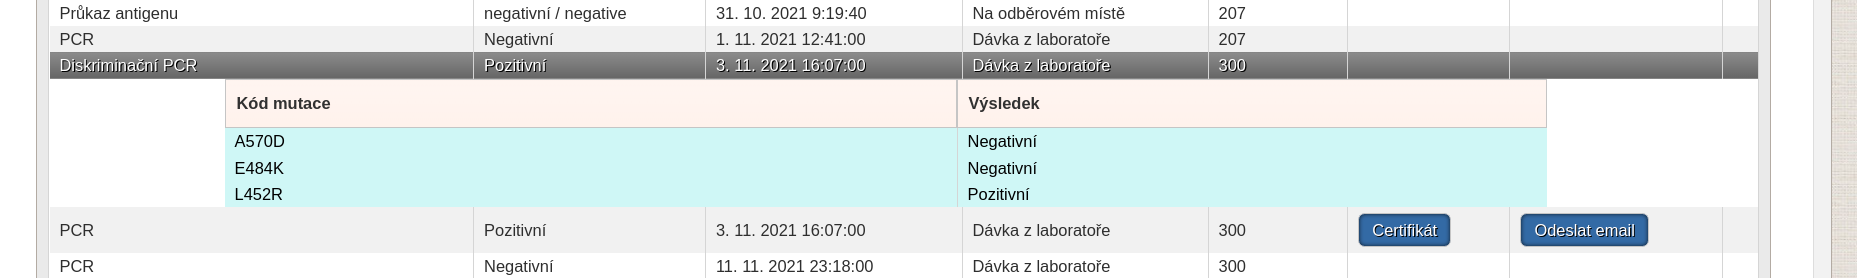 Průkaz antigenu negativní / negative 31. 10. 2021 9:19:40 Na odběrovém místě 207
PCR Negativní 1. 11. 2021 12:41:00 Dávka z laboratoře 207
Diskriminační PCR Pozitivní 3. 11. 2021 16:07:00 Dávka z laboratoře 300
Kód mutace Výsledek
A570D Negativní
E484K Negativní
L452R Pozitivní
PCR Pozitivní 3. 11. 2021 16:07:00 Dávka z laboratoře 300 Certifikát Odeslat email
PCR Negativní 11. 11. 2021 23:18:00 Dávka z laboratoře 300